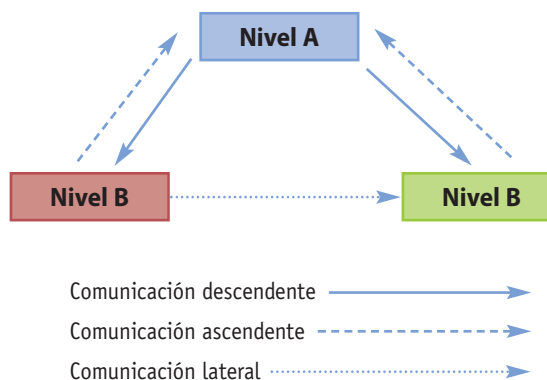 Nivel A
Nivel B
Nivel B
Comunicación descendente
Comunicación ascendente
Comunicación lateral